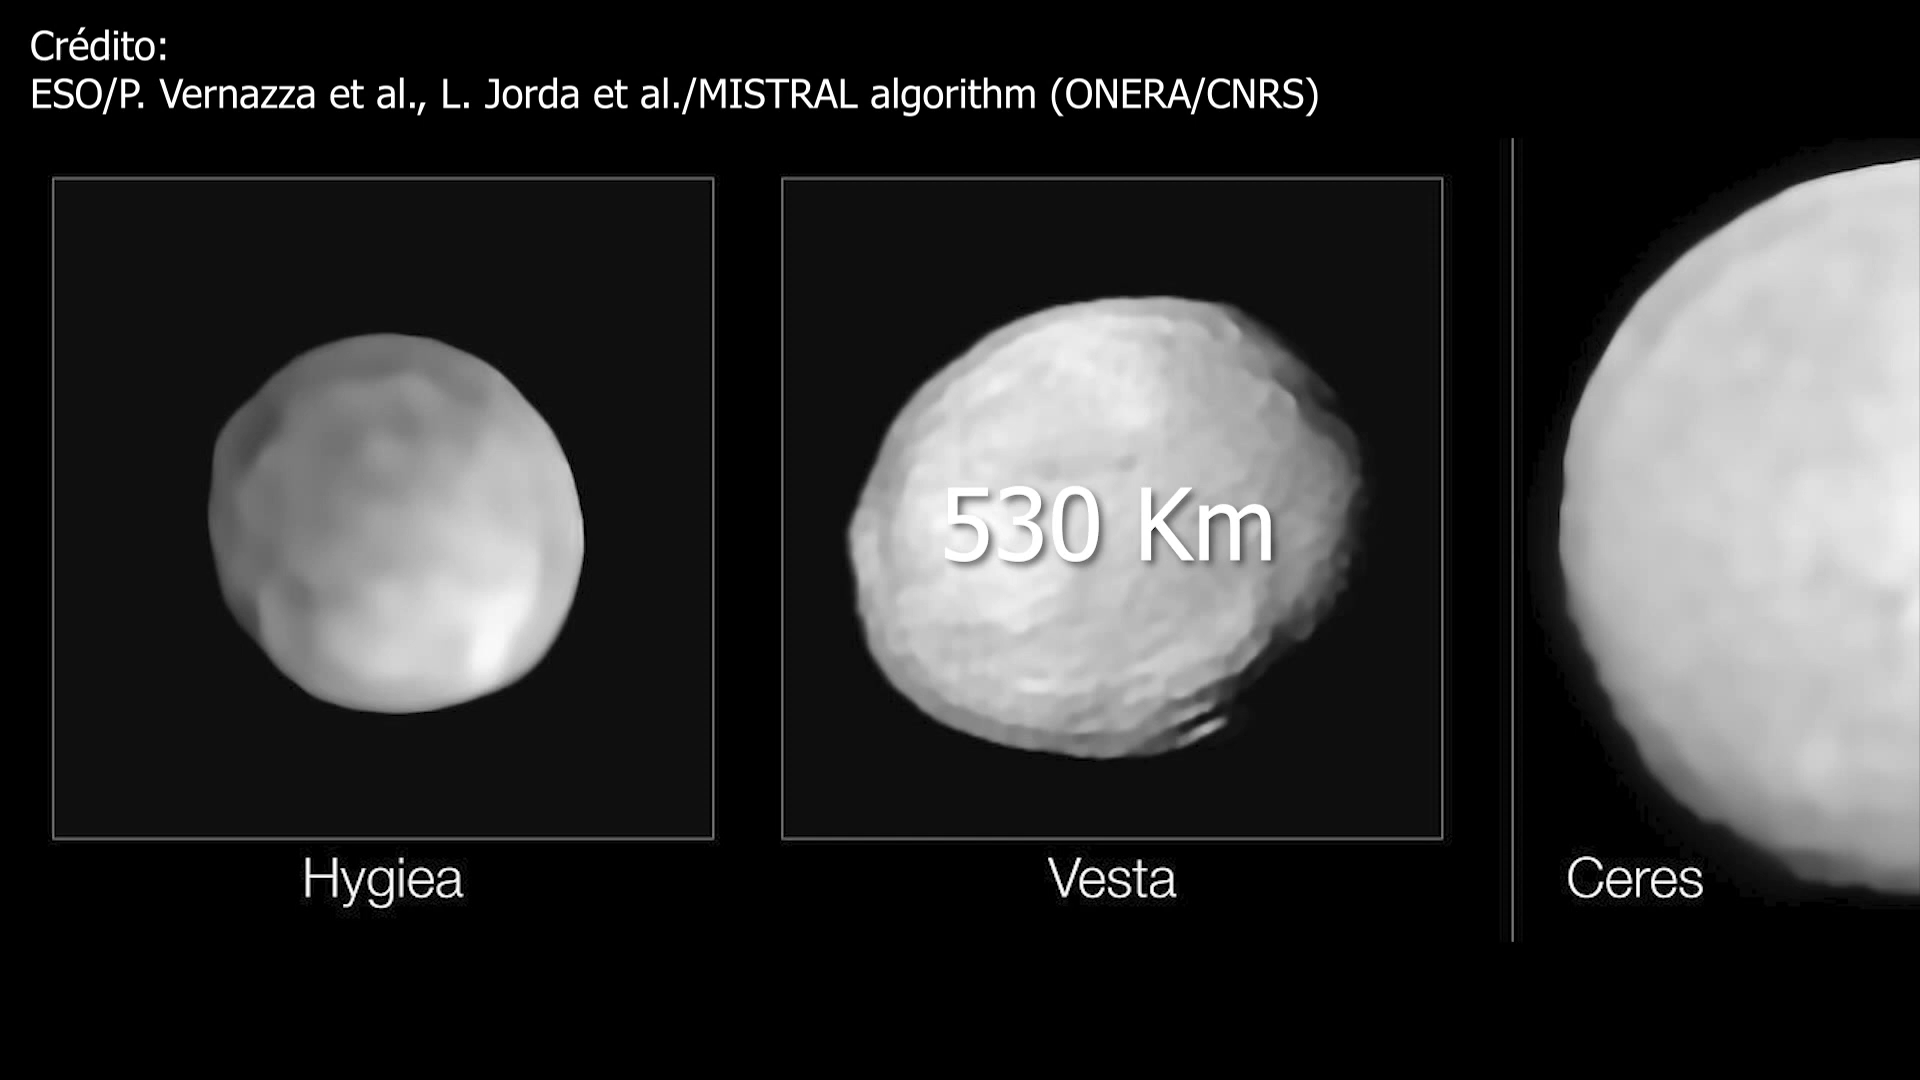 Crédito:
ESO/P. Vernazza et al., L. Jorda et al./MISTRAL algorithm (ONERA/CNRS)
530 Km
Hygiea
Vesta
Ceres